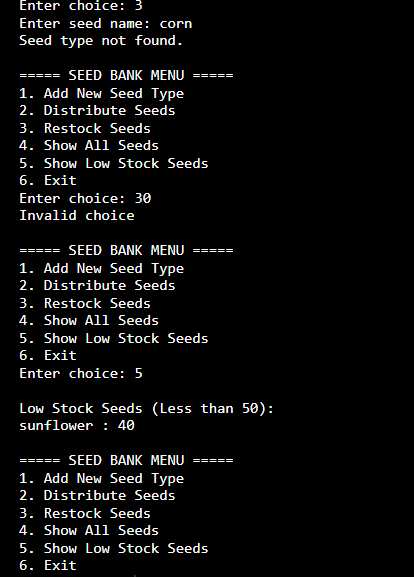 Enter choice: 3
Enter seed name: corn
Seed type not found.
===== SEED BANK MENU =====
1. Add New Seed Type
2. Distribute Seeds
3. Restock Seeds
4. Show All Seeds
5. Show Low Stock Seeds
6. Exit
Enter choice: 30
Invalid choice
===== SEED BANK MENU =====
1. Add New Seed Type
2. Distribute Seeds
3. Restock Seeds
4. Show All Seeds
5. Show Low Stock Seeds
6. Exit
Enter choice: 5
Low Stock Seeds (Less than 50):
sunflower : 40
===== SEED BANK MENU =====
1. Add New Seed Type
2. Distribute Seeds
3. Restock Seeds
4. Show All Seeds
5. Show Low Stock Seeds
6. Exit